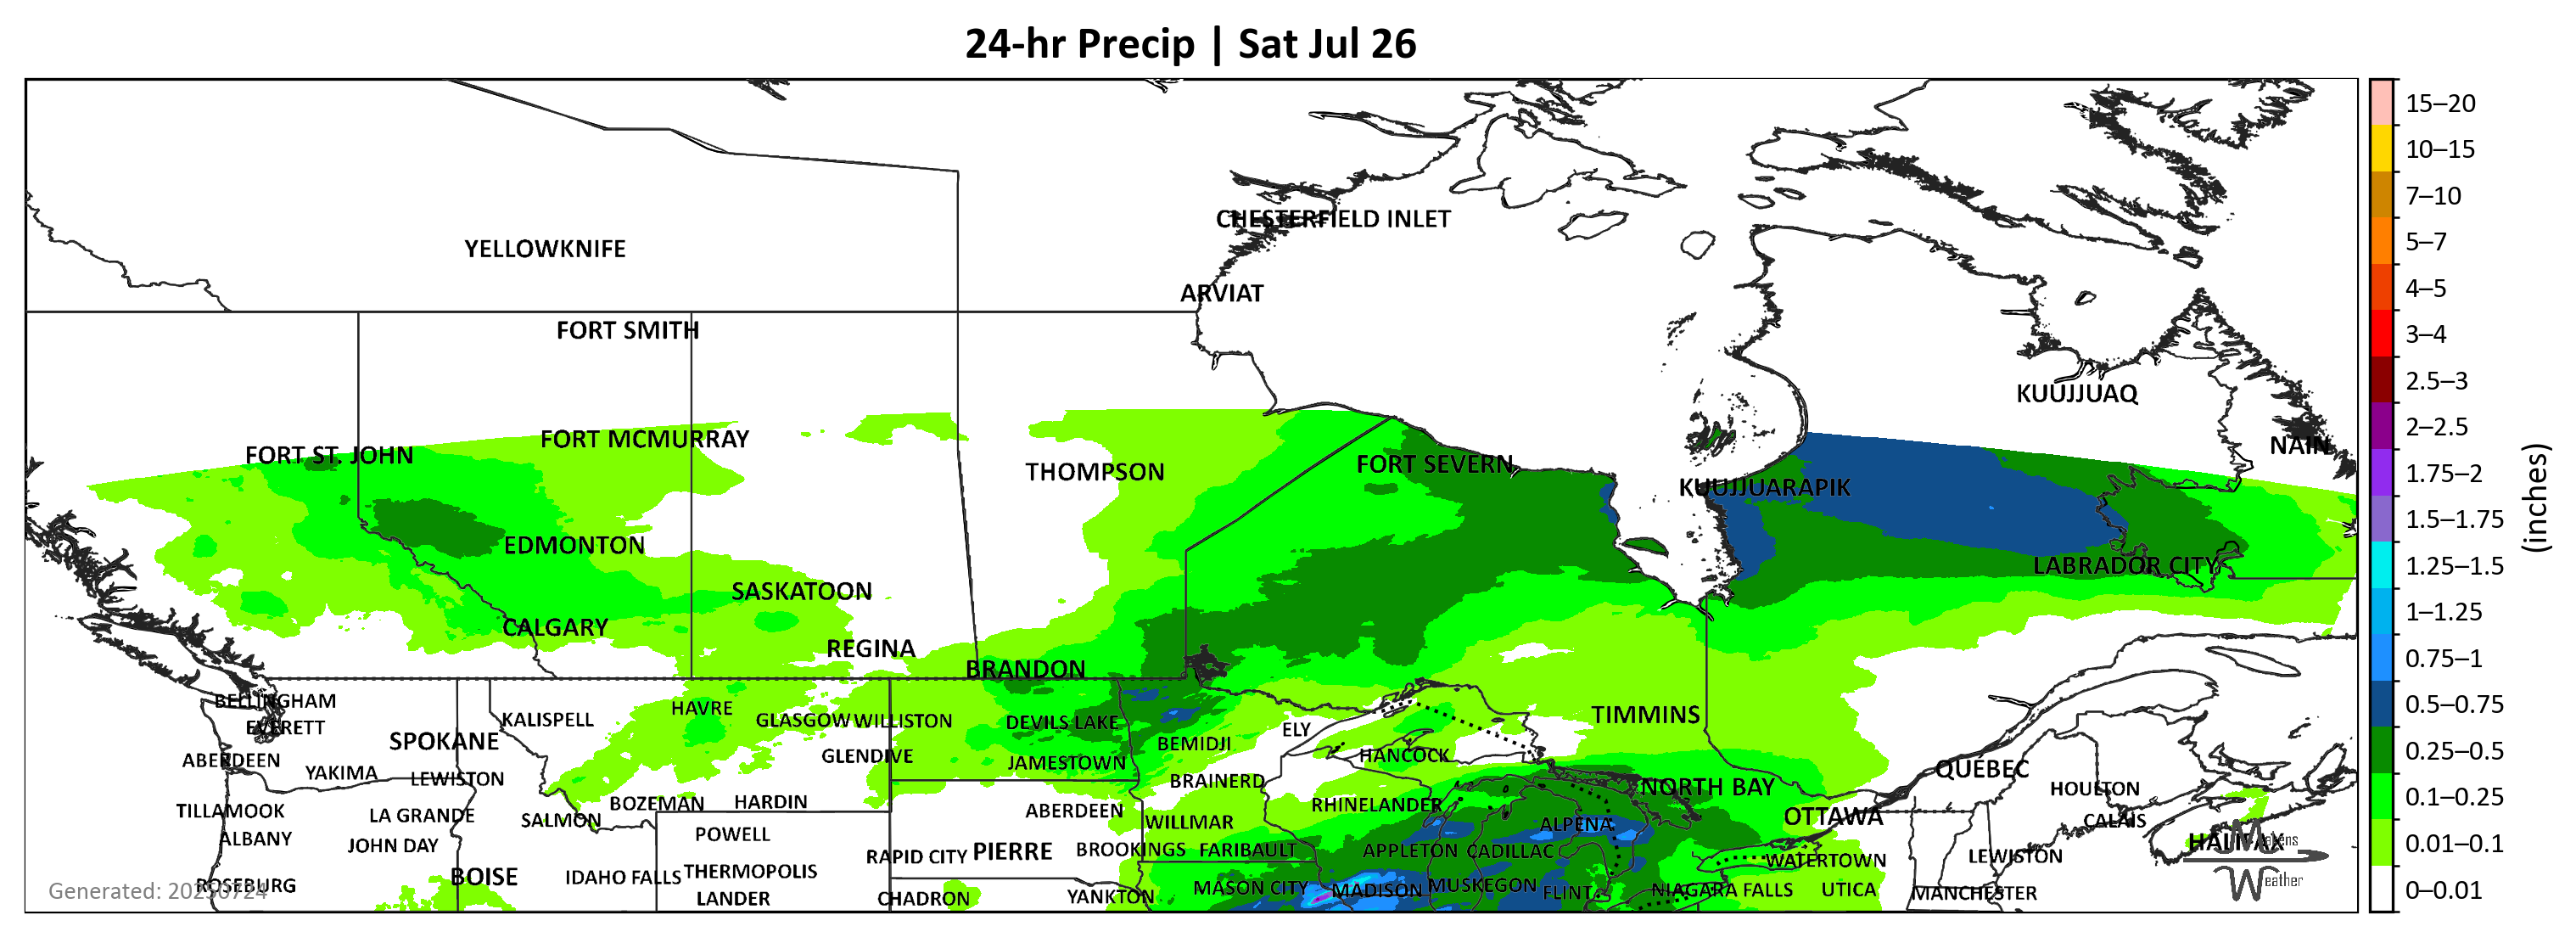 24-hr Precip | Sat Jul 26
CHESTERFIELD INLET
YELLOWKNIFE
ARVIAT
FORT SMITH
KUUJJUAQ
FORT MCMURRAY
NAIN
FORT ST. JOHN
THOMPSON
FORT SEVERN
KUUJJUARAPIK
EDMONTON
LABRADOR CITY
SASKATOON
CALGARY
REGINA
BRANDON
BELLINGHAM
HAVRE
EVERETT
KALISPELL
GLASGOW WILLISTON
DEVILS LAKE
TIMMINS
SPOKANE
BEMIDJI
ELY
ABERDEEN
GLENDIVE
JAMESTOWN
HANCOCK
YAKIMA
LEWISTON
BRAINERD
NORTH BAY
QUÉBEC
HOULTON
TILLAMOOK
LA GRANDE
SALMON
BOZEMAN
HARDIN
ABERDEEN
RHINELANDER
WILLMAR
ALPENA
OTTAWA
CALAIS
ALBANY
JOHN DAY
POWELL
HALIFAX
RAPID CITY
PIERRE
BROOKINGS
FARIBAULT
APPLETON
CADILLAC
WATERTOWN
LEWISTON
ROSEBURG
BOISE
IDAHO FALLS
THERMOPOLIS
LANDER
CHADRON
YANKTON
MASON CITY
MADISON
MUSKEGON
FLINT
NIAGARA FALLS
UTICA
MANCHESTER
Generated: 20250724
Weather
15–20
10–15
7–10
5–7
4–5
3–4
2.5–3
2–2.5
1.75–2
1.5–1.75
1.25–1.5
1–1.25
0.75–1
0.5–0.75
0.25–0.5
0.1–0.25
0.01–0.1
0–0.01
(inches)